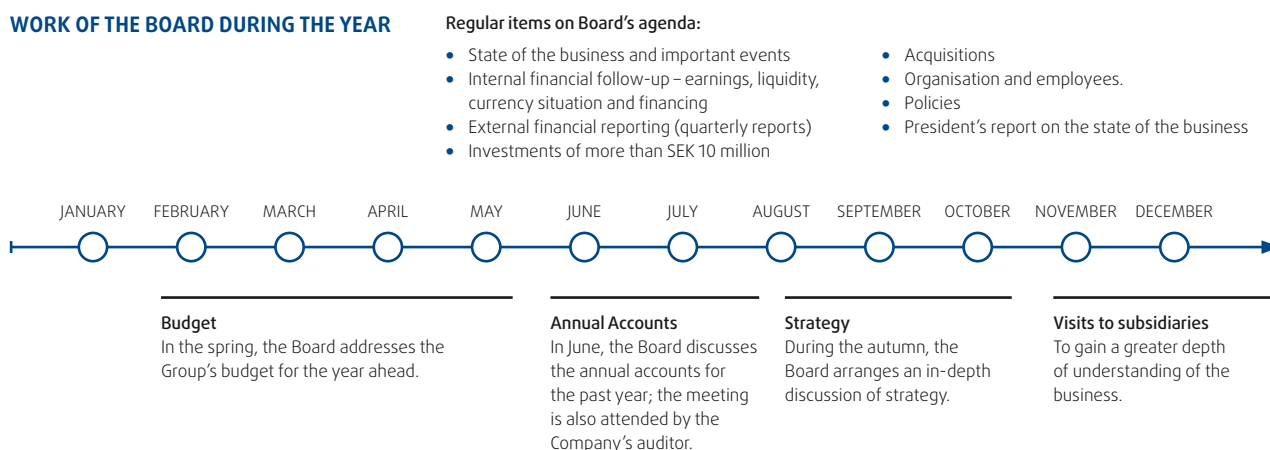 WORK OF THE BOARD DURING THE YEAR
Regular items on Board’s agenda:
• State of the business and important events
• Internal financial follow-up – earnings, liquidity,
currency situation and financing
• External financial reporting (quarterly reports)
• Investments of more than SEK 10 million
• Acquisitions
• Organisation and employees.
• Policies
• President’s report on the state of the business
JANUARY FEBRUARY MARCH APRIL MAY JUNE JULY AUGUST SEPTEMBER OCTOBER NOVEMBER DECEMBER
Budget
In the spring, the Board addresses the
Group’s budget for the year ahead.
Annual Accounts
In June, the Board discusses
the annual accounts for
the past year; the meeting
is also attended by the
Company’s auditor.
Strategy
During the autumn, the
Board arranges an in-depth
discussion of strategy.
Visits to subsidiaries
To gain a greater depth
of understanding of the
business.